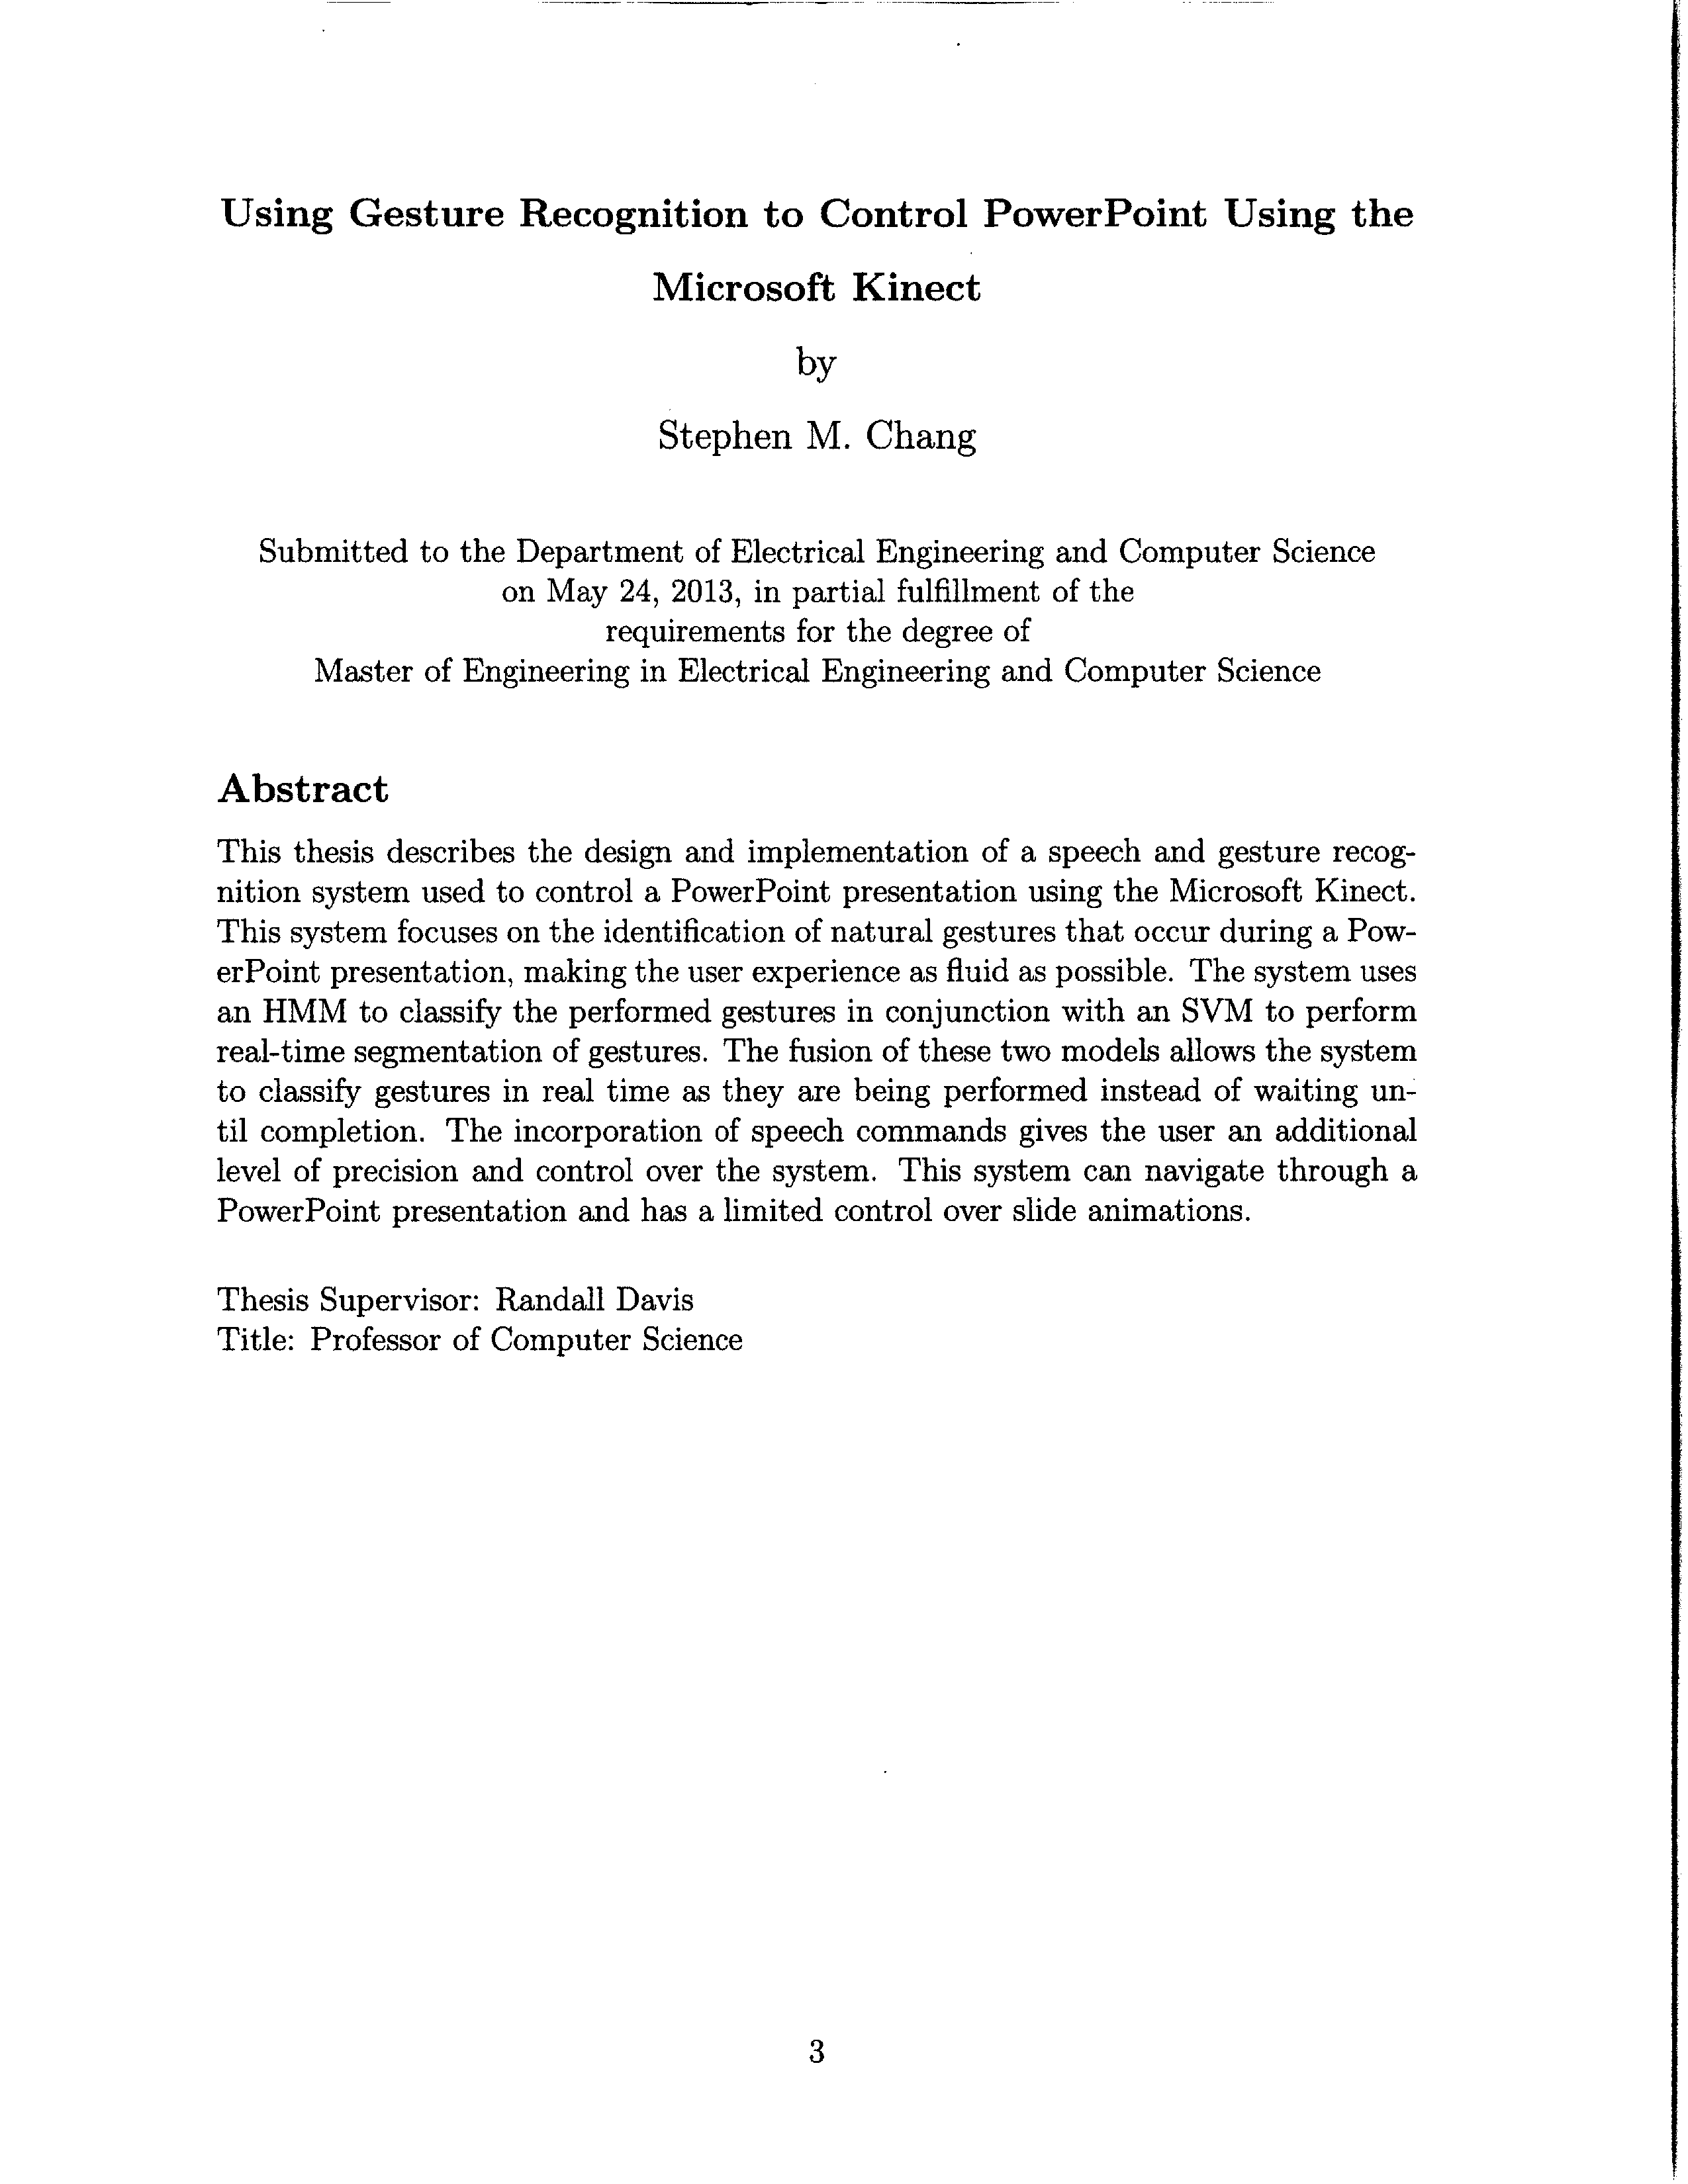 Using Gesture Recognition to Control PowerPoint Using the
Microsoft Kinect
by
Stephen M. Chang
Submitted to the Department of Electrical Engineering and Computer Science
on May 24, 2013, in partial fulfillment of the
requirements for the degree of
Master of Engineering in Electrical Engineering and Computer Science
Abstract
This thesis describes the design and implementation of a speech and gesture recog-
nition system used to control a PowerPoint presentation using the Microsoft Kinect.
This system focuses on the identification of natural gestures that occur during a Pow-
erPoint presentation, making the user experience as fluid as possible. The system uses
an HMM to classify the performed gestures in conjunction with an SVM to perform
real-time segmentation of gestures. The fusion of these two models allows the system
to classify gestures in real time as they are being performed instead of waiting un-
til completion. The incorporation of speech commands gives the user an additional
level of precision and control over the system. This system can navigate through a
PowerPoint presentation and has a limited control over slide animations.
Thesis Supervisor: Randall Davis
Title: Professor of Computer Science
3